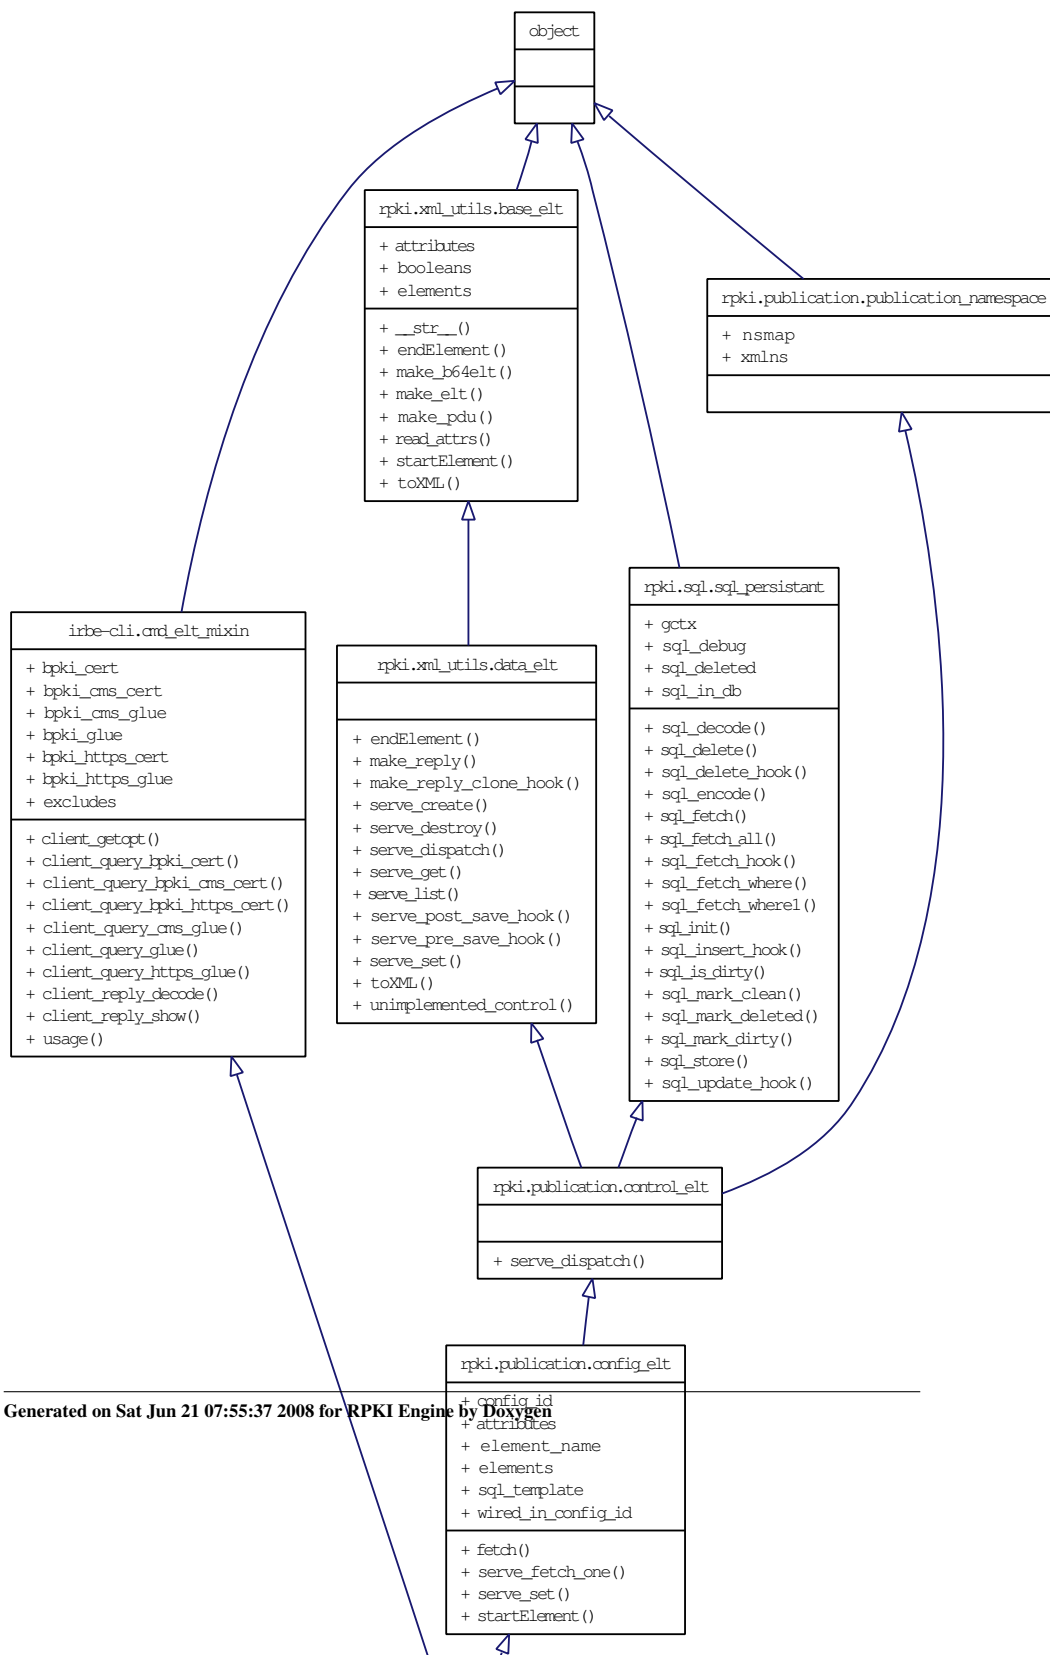 object
rpki.xml_utils.base_elt
+ attributes
+ booleans
+ elements
+ __str__()
+ endElement()
+ make_b64elt()
+ make_elt()
+ make_pdu()
+ read_attrs()
+ startElement()
+ toXML()
rpki.publication.publication_namespace
+ nsmap
+ xmlns
rpki.sql.sql_persistant
+ gctx
+ sql_debug
+ sql_deleted
+ sql_in_db
+ sql_decode()
+ sql_delete()
+ sql_delete_hook()
+ sql_encode()
+ sql_fetch()
+ sql_fetch_all()
+ sql_fetch_hook()
+ sql_fetch_where()
+ sql_fetch_where1()
+ sql_init()
+ sql_insert_hook()
+ sql_is_dirty()
+ sql_mark_clean()
+ sql_mark_deleted()
+ sql_mark_dirty()
+ sql_store()
+ sql_update_hook()
irbe-cli.cmd_elt_mixin
+ bpki_cert
+ bpki_cms_cert
+ bpki_cms_glue
+ bpki_glue
+ bpki_https_cert
+ bpki_https_glue
+ excludes
+ client_getopt()
+ client_query_bpki_cert()
+ client_query_bpki_cms_cert()
+ client_query_bpki_https_cert()
+ client_query_cms_glue()
+ client_query_glue()
+ client_query_https_glue()
+ client_reply_decode()
+ client_reply_show()
+ usage()
rpki.xml_utils.data_elt
+ endElement()
+ make_reply()
+ make_reply_clone_hook()
+ serve_create()
+ serve_destroy()
+ serve_dispatch()
+ serve_get()
+ serve_list()
+ serve_post_save_hook()
+ serve_pre_save_hook()
+ serve_set()
+ toXML()
+ unimplemented_control()
rpki.publication.control_elt
+ serve_dispatch()
rpki.publication.config_elt
+ config_id
+ attributes
+ element_name
+ elements
+ sql_template
+ wired_in_config_id
+ fetch()
+ serve_fetch_one()
+ serve_set()
+ startElement()
Generated on Sat Jun 21 07:55:37 2008 for RPKI Engine by Doxygen